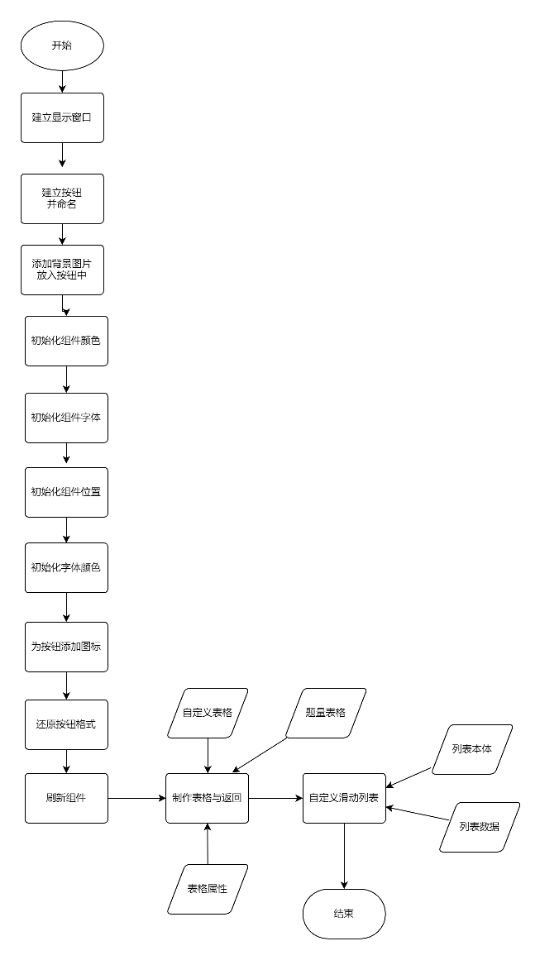 开始
建立显示窗口
建立按钮
并命名
添加背景图片
放入按钮中
初始化组件颜色
初始化组件字体
初始化组件位置
初始化字体颜色
为按钮添加图标
还原按钮格式
自定义表格
题量表格
列表本体
刷新组件
制作表格与返回
自定义滑动列表
列表数据
表格属性
结束